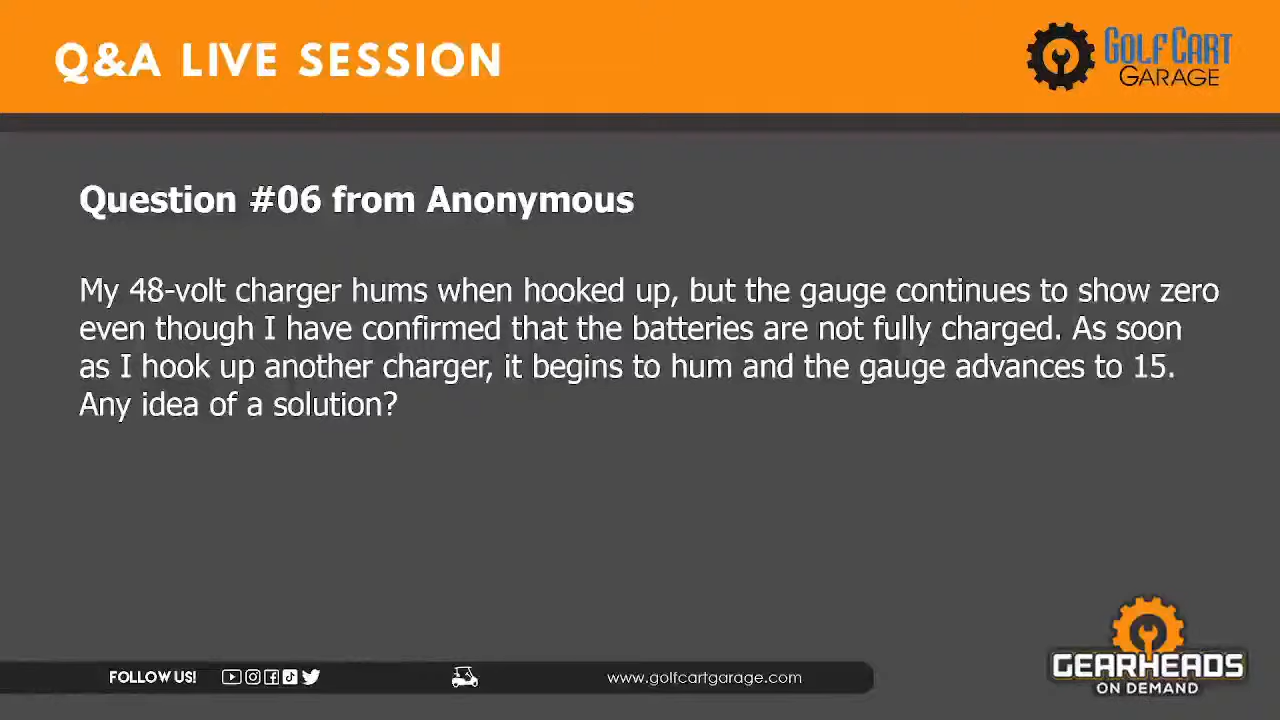 Q&A LIVE SESSION
GOLF CART
GARAGE
Question #06 from Anonymous
My 48-volt charger hums when hooked up, but the gauge continues to show zero
even though I have confirmed that the batteries are not fully charged. As soon
as I hook up another charger, it begins to hum and the gauge advances to 15.
Any idea of a solution?
FOLLOW US!
www.golfcartgarage.com
GEARHEADS
ON DEMAND